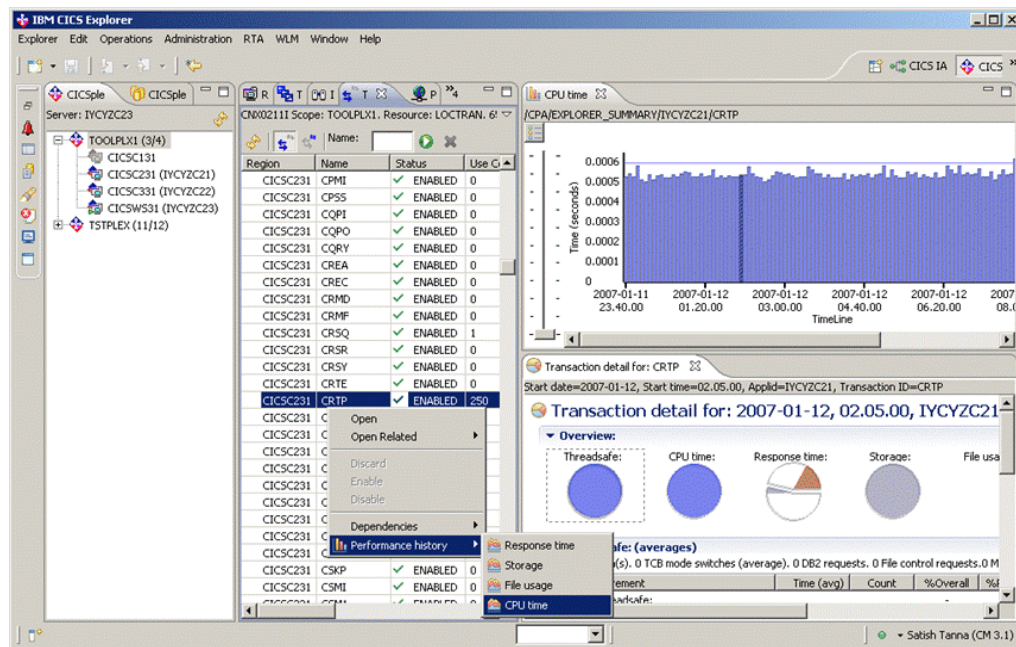 IBM CICS Explorer
Explorer Edit Operations Administration RTA WLM Window Help
CICS IA CICS »
CICSple CICSple
Server: IYCYZC23
TOOLPLX1 (3/4)
CICSC131
CICSC231 (IYCYZC21)
CICSC331 (IYCYZC22)
CICSWS31 (IYCYZC23)
TSTPLEX (11/12)
R T I T P »4
CNX0211I Scope: TOOLPLX1. Resource: LOCTRAN. 6!
Name:
Region Name Status Use C
CICSC231 CPMI ENABLED 0
CICSC231 CPSS ENABLED 0
CICSC231 CQPI ENABLED 0
CICSC231 CQPO ENABLED 0
CICSC231 CQRY ENABLED 0
CICSC231 CREA ENABLED 0
CICSC231 CREC ENABLED 0
CICSC231 CRMD ENABLED 0
CICSC231 CRMF ENABLED 0
CICSC231 CRSQ ENABLED 1
CICSC231 CRSR ENABLED 0
CICSC231 CRSY ENABLED 0
CICSC231 CRTE ENABLED 0
CICSC231 CRTP ENABLED 250
CICSC231 C
CICSC231 C
CICSC231 C
CICSC231 C
CICSC231 C
CICSC231 C
CICSC231 C
CICSC231 C
CICSC231 C
CICSC231 CSKP ENABLED 0
CICSC231 CSMI ENABLED 0
Open
Open Related
Discard
Enable
Disable
Dependencies
Performance history
Response time
Storage
File usage
CPU time
CPU time
/CPA/EXPLORER_SUMMARY/IYCYZC21/CRTP
Time (seconds)
0.0006
0.0005
0.0004
0.0003
0.0002
0.0001
0
2007-01-11 2007-01-12 2007-01-12 2007-01-12 2007-01-12 2007
23.40.00 01.20.00 03.00.00 04.40.00 06.20.00 08.
TimeLine
Transaction detail for: CRTP
Start date=2007-01-12, Start time=02.05.00, Applid=IYCYZC21, Transaction ID=CRTP
Transaction detail for: 2007-01-12, 02.05.00, IYCYZC21
Overview:
Threadsafe: CPU time: Response time: Storage: File usa
afe: (averages)
(s). 0 TCB mode switches (average). 0 DB2 requests. 0 File control requests.0 M
ement Time (avg) Count %Overall
adsafe: -
Satish Tanna (CM 3.1)